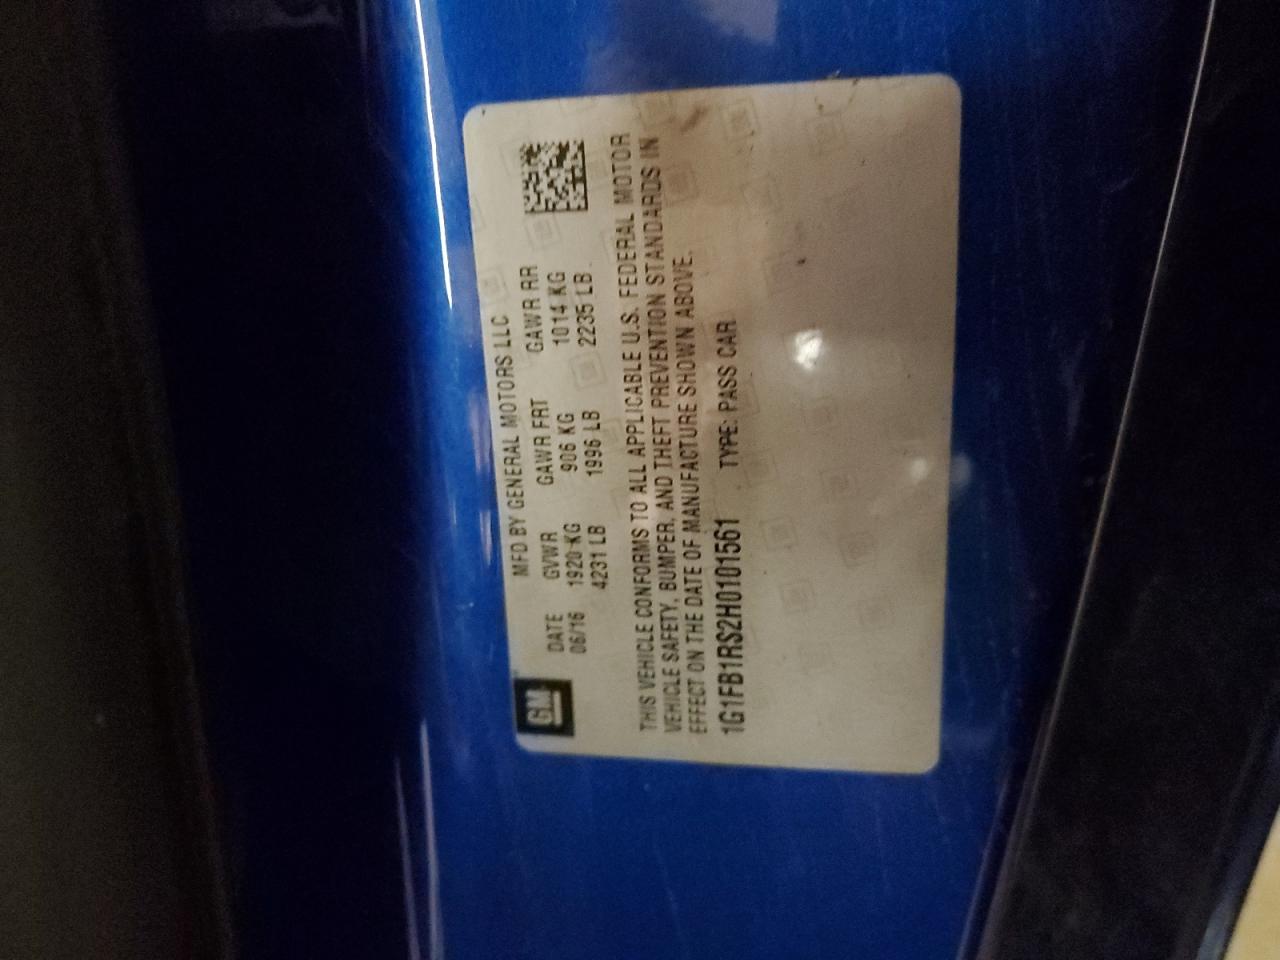 GM
MFD BY GENERAL MOTORS LLC
DATE GVWR GAWR FRT GAWR RR
06/16 1920 KG 906 KG 1014 KG
4231 LB 1996 LB 2235 LB
THIS VEHICLE CONFORMS TO ALL APPLICABLE U.S. FEDERAL MOTOR
VEHICLE SAFETY, BUMPER, AND THEFT PREVENTION STANDARDS IN
EFFECT ON THE DATE OF MANUFACTURE SHOWN ABOVE.
1G1FB1RS2H0101561 TYPE: PASS CAR